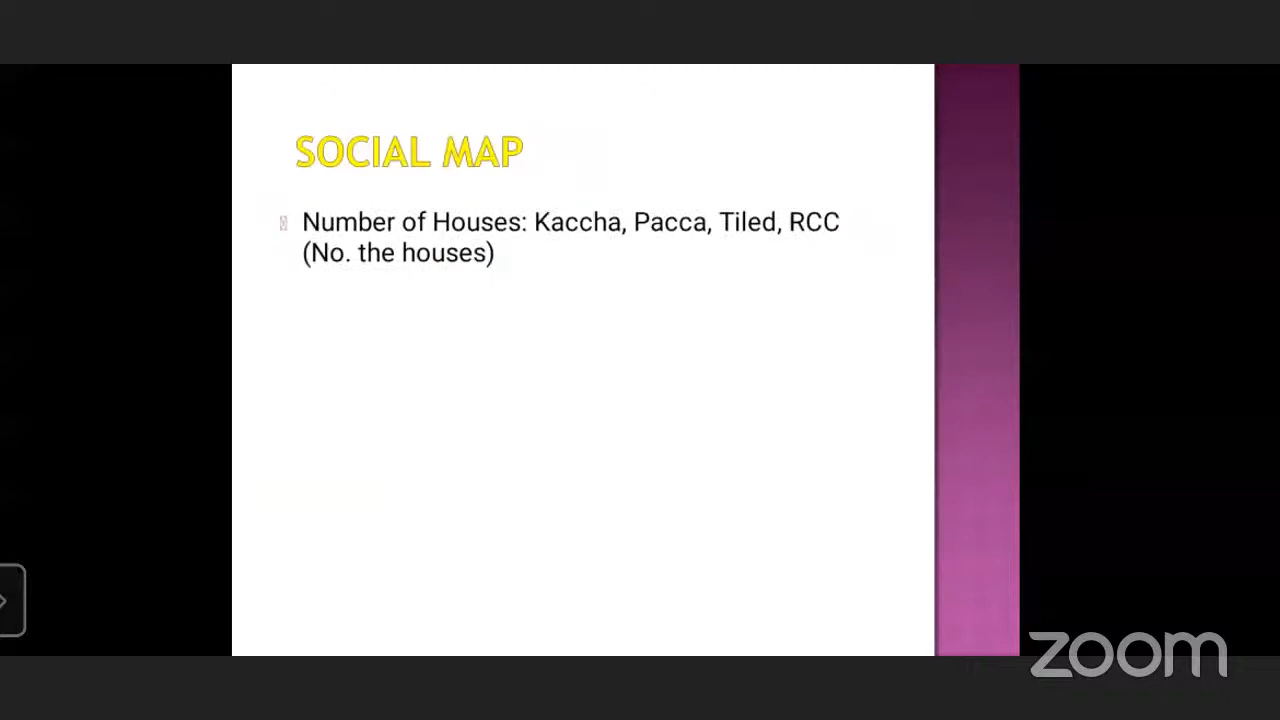 SOCIAL MAP
Number of Houses: Kaccha, Pacca, Tiled, RCC
(No. the houses)
zoom